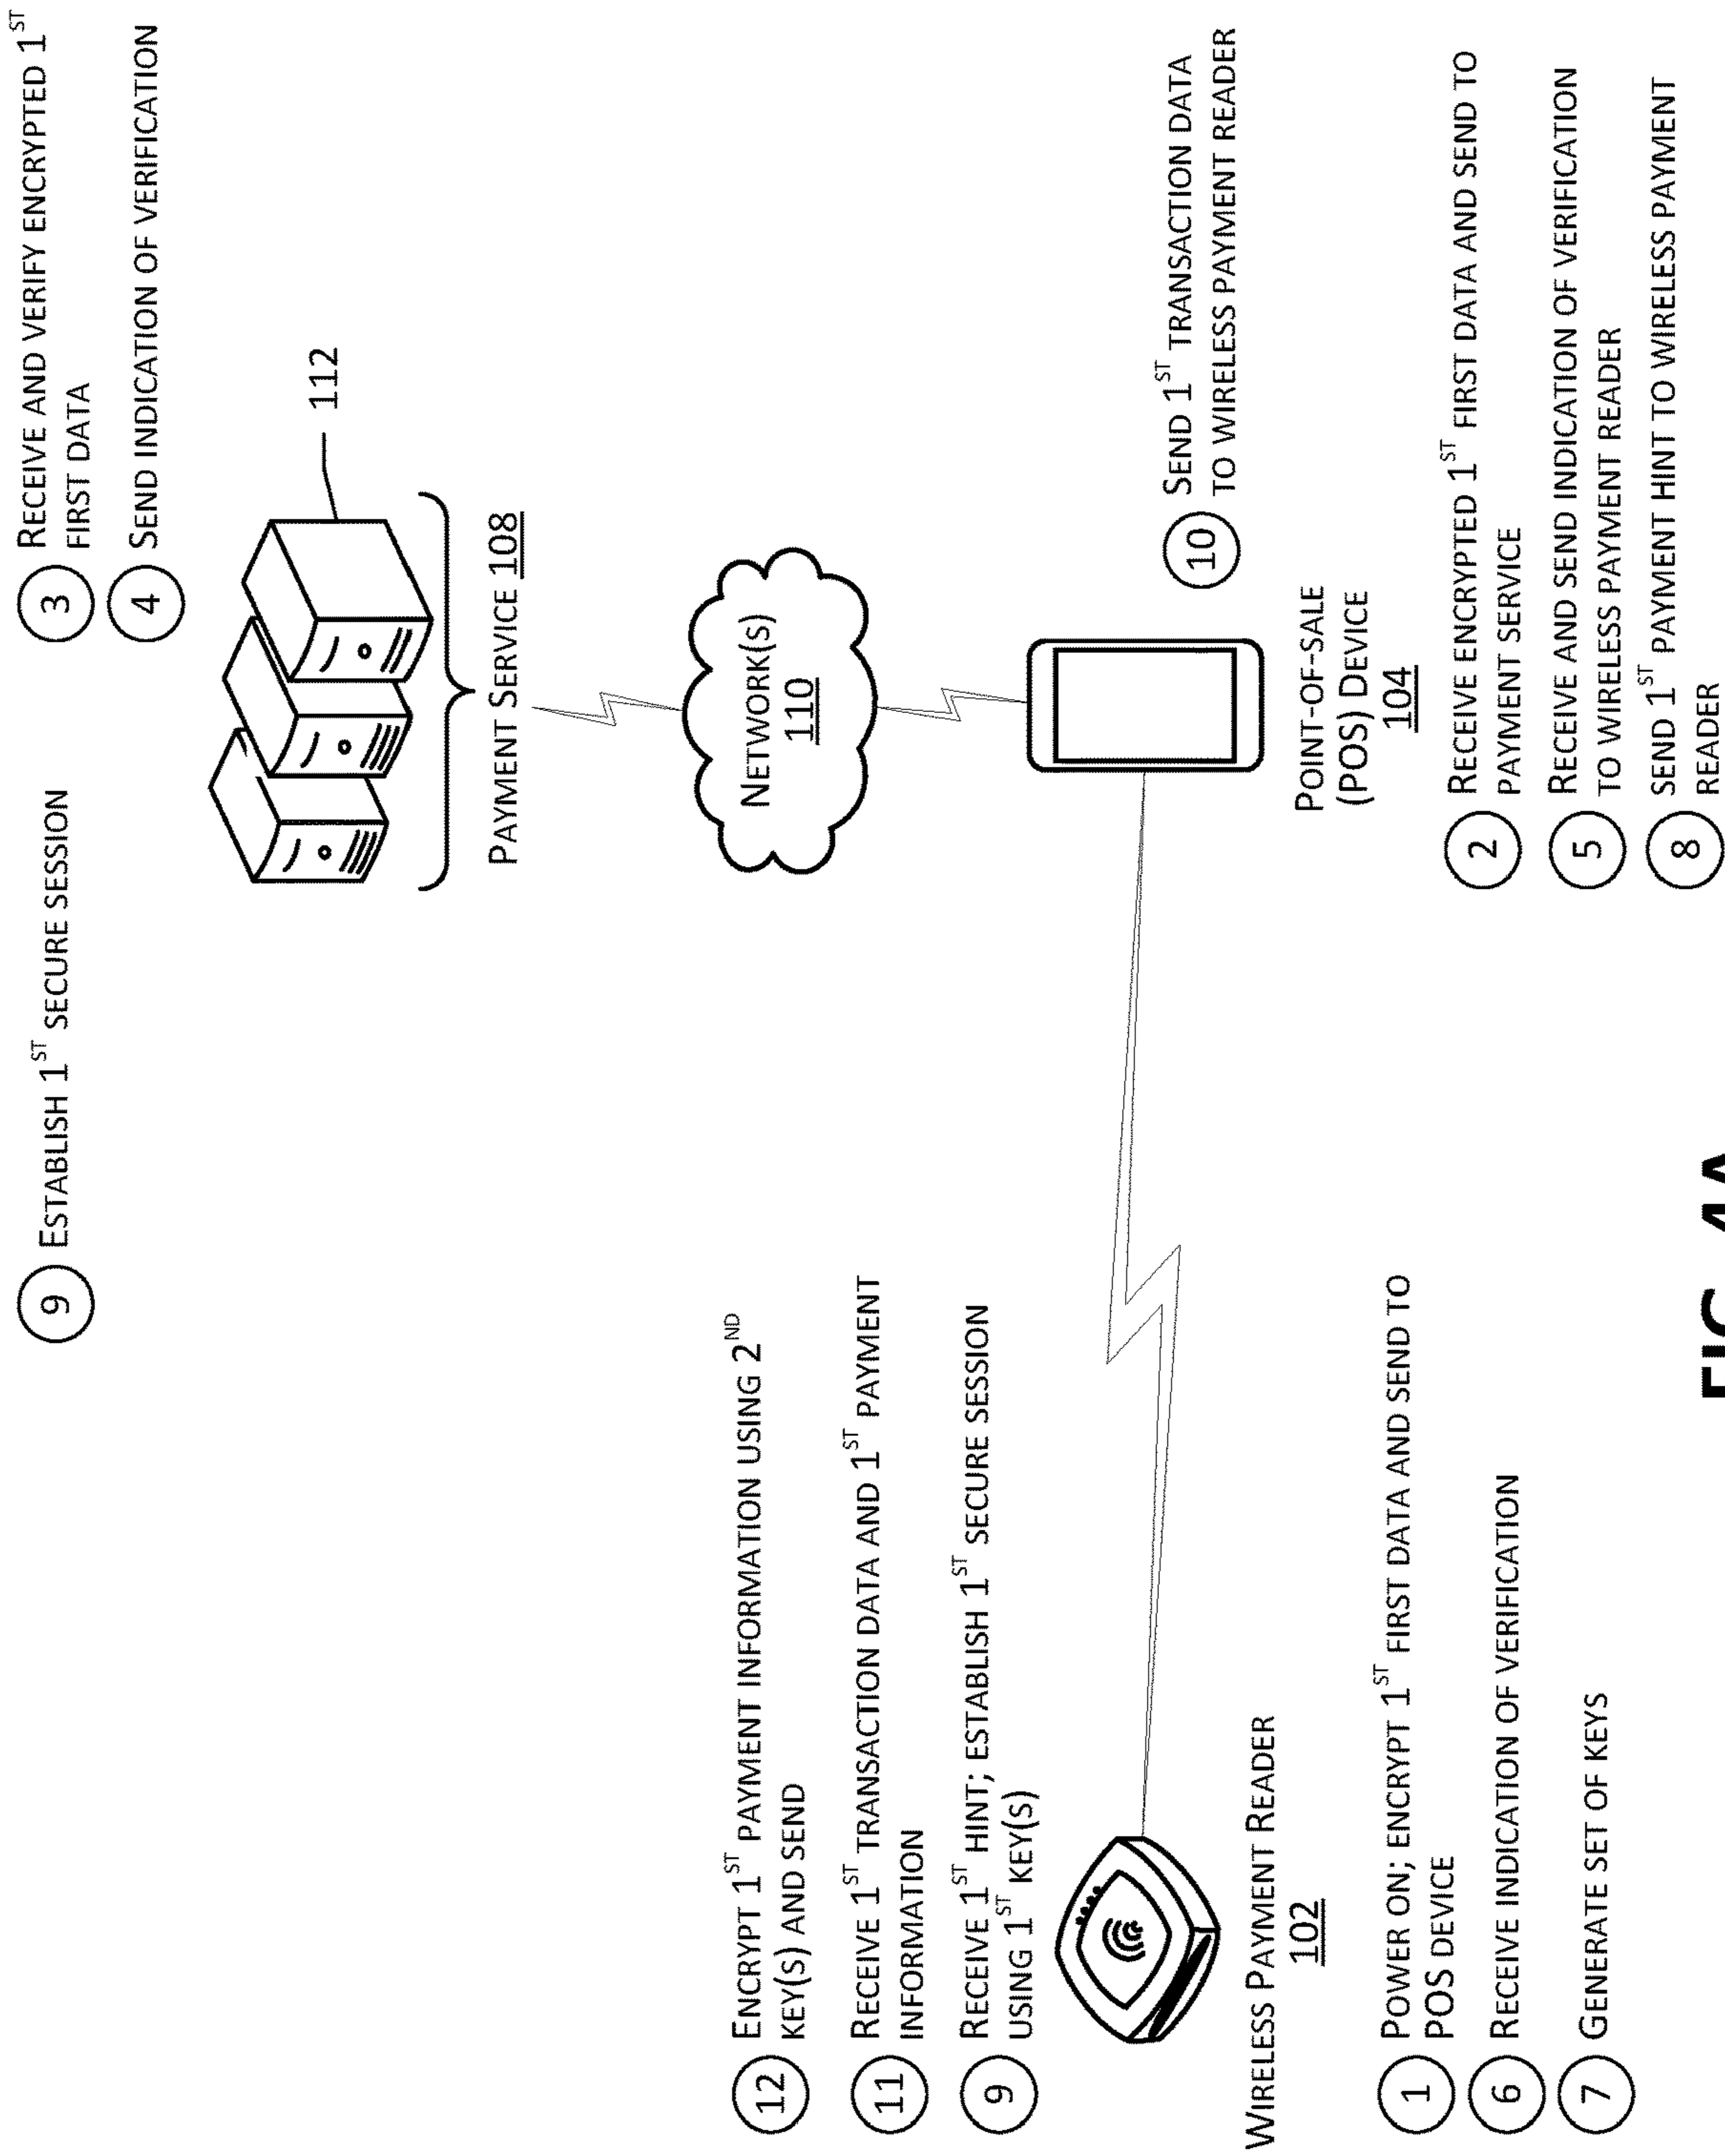 9 ESTABLISH 1ST SECURE SESSION
3 RECEIVE AND VERIFY ENCRYPTED 1ST
FIRST DATA
4 SEND INDICATION OF VERIFICATION
112
PAYMENT SERVICE 108
NETWORK(S)
110
12 ENCRYPT 1ST PAYMENT INFORMATION USING 2ND
KEY(S) AND SEND
11 RECEIVE 1ST TRANSACTION DATA AND 1ST PAYMENT
INFORMATION
9 RECEIVE 1ST HINT; ESTABLISH 1ST SECURE SESSION
USING 1ST KEY(S)
10 SEND 1ST TRANSACTION DATA
TO WIRELESS PAYMENT READER
WIRELESS PAYMENT READER
102
POINT-OF-SALE
(POS) DEVICE
104
1 POWER ON; ENCRYPT 1ST FIRST DATA AND SEND TO
POS DEVICE
6 RECEIVE INDICATION OF VERIFICATION
7 GENERATE SET OF KEYS
2 RECEIVE ENCRYPTED 1ST FIRST DATA AND SEND TO
PAYMENT SERVICE
5 RECEIVE AND SEND INDICATION OF VERIFICATION
TO WIRELESS PAYMENT READER
8 SEND 1ST PAYMENT HINT TO WIRELESS PAYMENT
READER
FIG. 4A